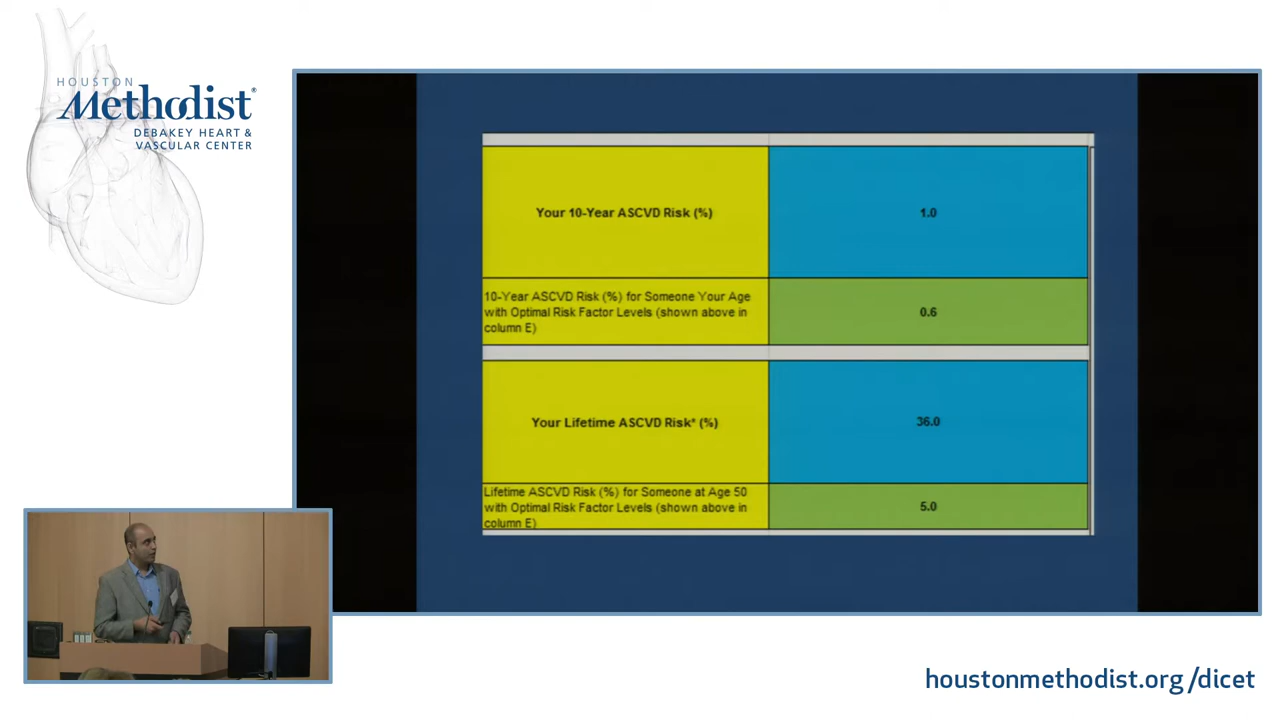 HOUSTON
Methodist®
DEBAKEY HEART &
VASCULAR CENTER
Your 10-Year ASCVD Risk (%)
1.0
10-Year ASCVD Risk (%) for Someone Your Age
with Optimal Risk Factor Levels (shown above in
column E)
0.6
Your Lifetime ASCVD Risk* (%)
36.0
Lifetime ASCVD Risk (%) for Someone at Age 50
with Optimal Risk Factor Levels (shown above in
column E)
5.0
houstonmethodist.org/dicet